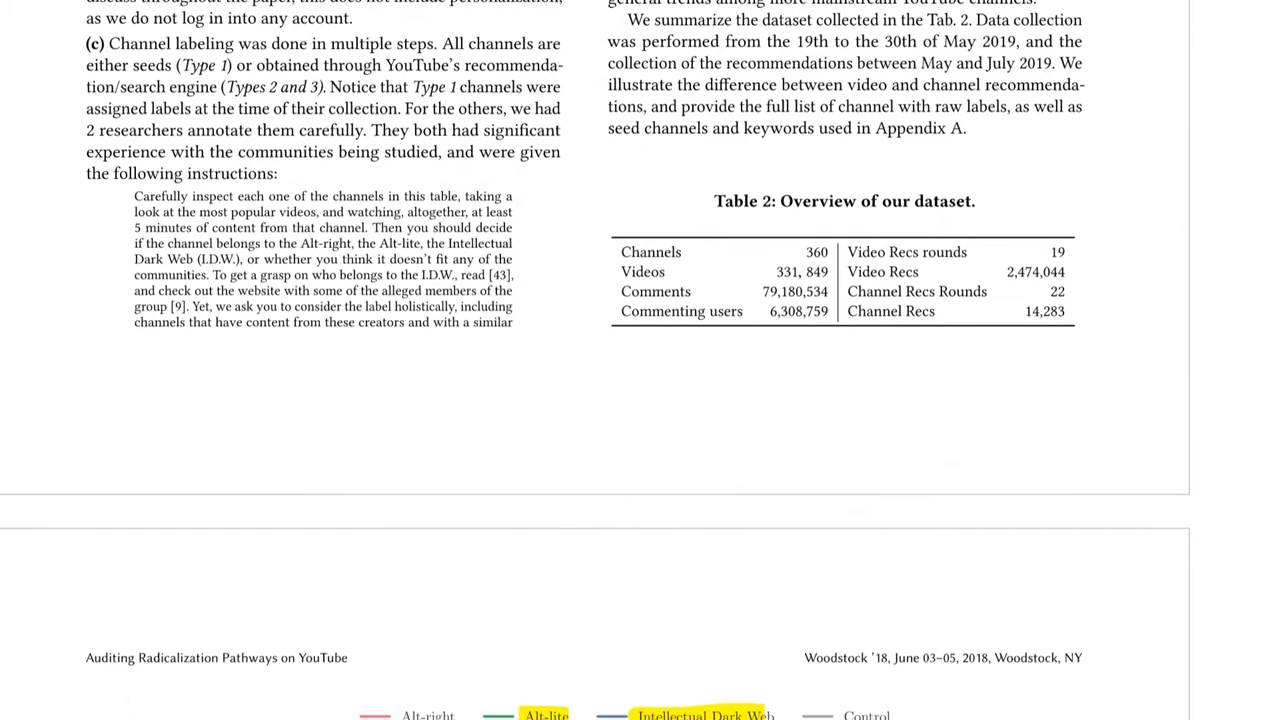 as we do not log in into any account.
(c) Channel labeling was done in multiple steps. All channels are
either seeds (Type 1) or obtained through YouTube's recommenda-
tion/search engine (Types 2 and 3). Notice that Type 1 channels were
assigned labels at the time of their collection. For the others, we had
2 researchers annotate them carefully. They both had significant
experience with the communities being studied, and were given
the following instructions:
Carefully inspect each one of the channels in this table, taking a
look at the most popular videos, and watching, altogether, at least
5 minutes of content from that channel. Then you should decide
if the channel belongs to the Alt-right, the Alt-lite, the Intellectual
Dark Web (I.D.W.), or whether you think it doesn't fit any of the
communities. To get a grasp on who belongs to the I.D.W., read [43],
and check out the website with some of the alleged members of the
group [9]. Yet, we ask you to consider the label holistically, including
channels that have content from these creators and with a similar
general trends among more mainstream YouTube channels.
We summarize the dataset collected in the Tab. 2. Data collection
was performed from the 19th to the 30th of May 2019, and the
collection of the recommendations between May and July 2019. We
illustrate the difference between video and channel recommenda-
tions, and provide the full list of channel with raw labels, as well as
seed channels and keywords used in Appendix A.
Table 2: Overview of our dataset.
Channels 360 Video Recs rounds 19
Videos 331, 849 Video Recs 2,474,044
Comments 79,180,534 Channel Recs Rounds 22
Commenting users 6,308,759 Channel Recs 14,283
Auditing Radicalization Pathways on YouTube
Woodstock '18, June 03–05, 2018, Woodstock, NY
Alt-right Alt-lite Intellectual Dark Web Control